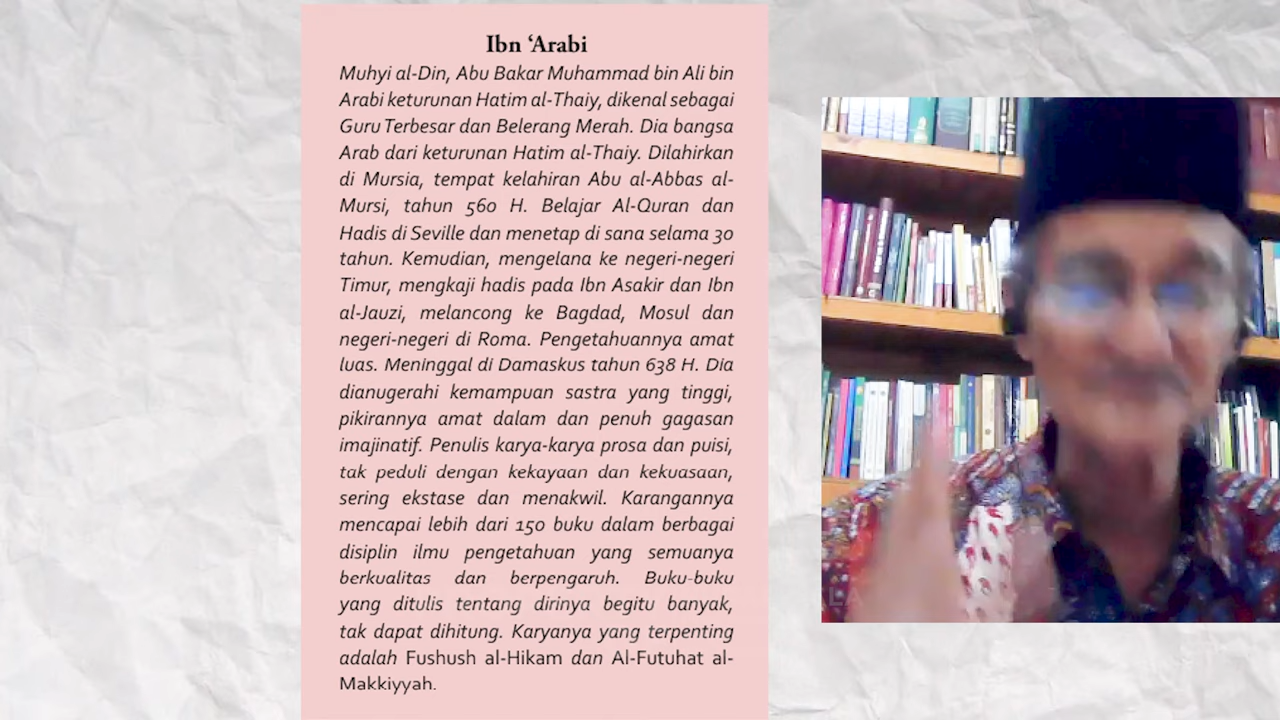 Ibn ‘Arabi
Muhyi al-Din, Abu Bakar Muhammad bin Ali bin
Arabi keturunan Hatim al-Thaiy, dikenal sebagai
Guru Terbesar dan Belerang Merah. Dia bangsa
Arab dari keturunan Hatim al-Thaiy. Dilahirkan
di Mursia, tempat kelahiran Abu al-Abbas al-
Mursi, tahun 560 H. Belajar Al-Quran dan
Hadis di Seville dan menetap di sana selama 30
tahun. Kemudian, mengelana ke negeri-negeri
Timur, mengkaji hadis pada Ibn Asakir dan Ibn
al-Jauzi, melancong ke Bagdad, Mosul dan
negeri-negeri di Roma. Pengetahuannya amat
luas. Meninggal di Damaskus tahun 638 H. Dia
dianugerahi kemampuan sastra yang tinggi,
pikirannya amat dalam dan penuh gagasan
imajinatif. Penulis karya-karya prosa dan puisi,
tak peduli dengan kekayaan dan kekuasaan,
sering ekstase dan menakwil. Karangannya
mencapai lebih dari 150 buku dalam berbagai
disiplin ilmu pengetahuan yang semuanya
berkualitas dan berpengaruh. Buku-buku
yang ditulis tentang dirinya begitu banyak,
tak dapat dihitung. Karyanya yang terpenting
adalah Fushush al-Hikam dan Al-Futuhat al-
Makkiyyah.